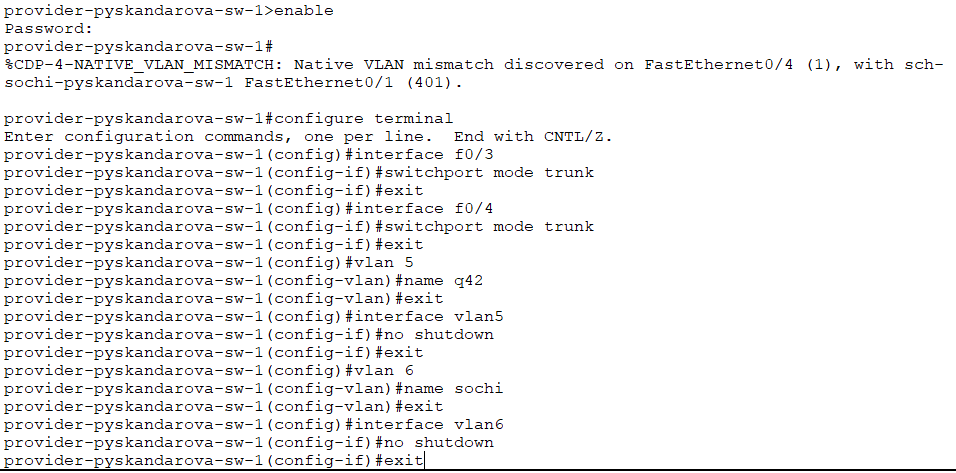 provider-pyskandarova-sw-1>enable
Password:
provider-pyskandarova-sw-1#
%CDP-4-NATIVE_VLAN_MISMATCH: Native VLAN mismatch discovered on FastEthernet0/4 (1), with sch-
sochi-pyskandarova-sw-1 FastEthernet0/1 (401).
provider-pyskandarova-sw-1#configure terminal
Enter configuration commands, one per line.  End with CNTL/Z.
provider-pyskandarova-sw-1(config)#interface f0/3
provider-pyskandarova-sw-1(config-if)#switchport mode trunk
provider-pyskandarova-sw-1(config-if)#exit
provider-pyskandarova-sw-1(config)#interface f0/4
provider-pyskandarova-sw-1(config-if)#switchport mode trunk
provider-pyskandarova-sw-1(config-if)#exit
provider-pyskandarova-sw-1(config)#vlan 5
provider-pyskandarova-sw-1(config-vlan)#name q42
provider-pyskandarova-sw-1(config-vlan)#exit
provider-pyskandarova-sw-1(config)#interface vlan5
provider-pyskandarova-sw-1(config-if)#no shutdown
provider-pyskandarova-sw-1(config-if)#exit
provider-pyskandarova-sw-1(config)#vlan 6
provider-pyskandarova-sw-1(config-vlan)#name sochi
provider-pyskandarova-sw-1(config-vlan)#exit
provider-pyskandarova-sw-1(config)#interface vlan6
provider-pyskandarova-sw-1(config-if)#no shutdown
provider-pyskandarova-sw-1(config-if)#exit